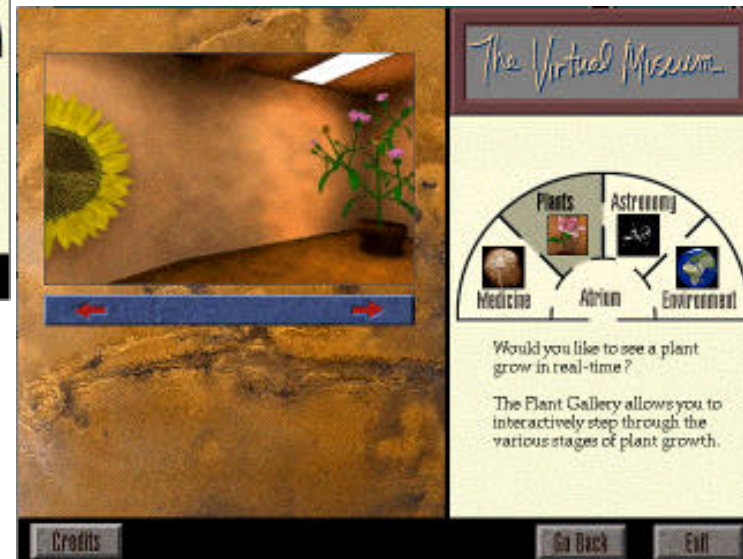 The Virtual Museum
Plants
Astronomy
Medicine
Atrium
Environment
Would you like to see a plant
grow in real-time ?
The Plant Gallery allows you to
interactively step through the
various stages of plant growth.
Credits
Go Back
Exit